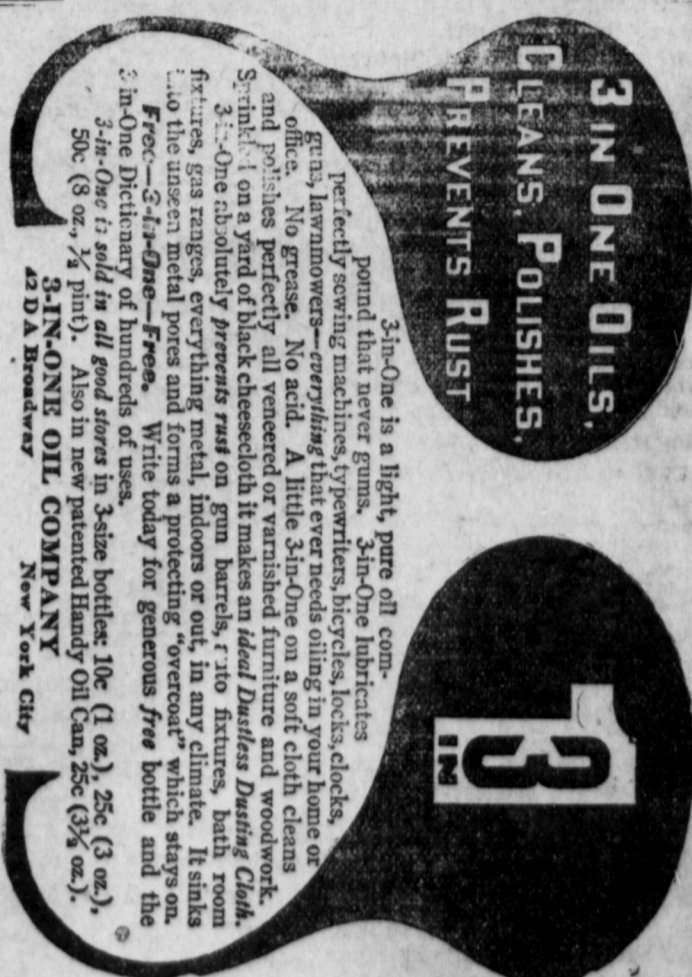 3 IN ONE OILS,
CLEANS, POLISHES,
PREVENTS RUST
3
IN
1
3-in-One is a light, pure oil com-
pound that never gums. 3-in-One lubricates
perfectly sewing machines, typewriters, bicycles, locks, clocks,
guns, lawnmowers—everything that ever needs oiling in your home or
office. No grease. No acid. A little 3-in-One on a soft cloth cleans
and polishes perfectly all veneered or varnished furniture and woodwork.
Sprinkled on a yard of black cheesecloth it makes an ideal Dustless Dusting Cloth.
3-in-One absolutely prevents rust on gun barrels, auto fixtures, bath room
fixtures, gas ranges, everything metal, indoors or out, in any climate. It sinks
into the unseen metal pores and forms a protecting "overcoat" which stays on.
Free—3-in-One—Free. Write today for generous free bottle and the
3-in-One Dictionary of hundreds of uses.
3-in-One is sold in all good stores in 3-size bottles: 10c (1 oz.), 25c (3 oz.),
50c (8 oz., ½ pint). Also in new patented Handy Oil Can, 25c (3½ oz.).
3-IN-ONE OIL COMPANY
42 D A Broadway New York City